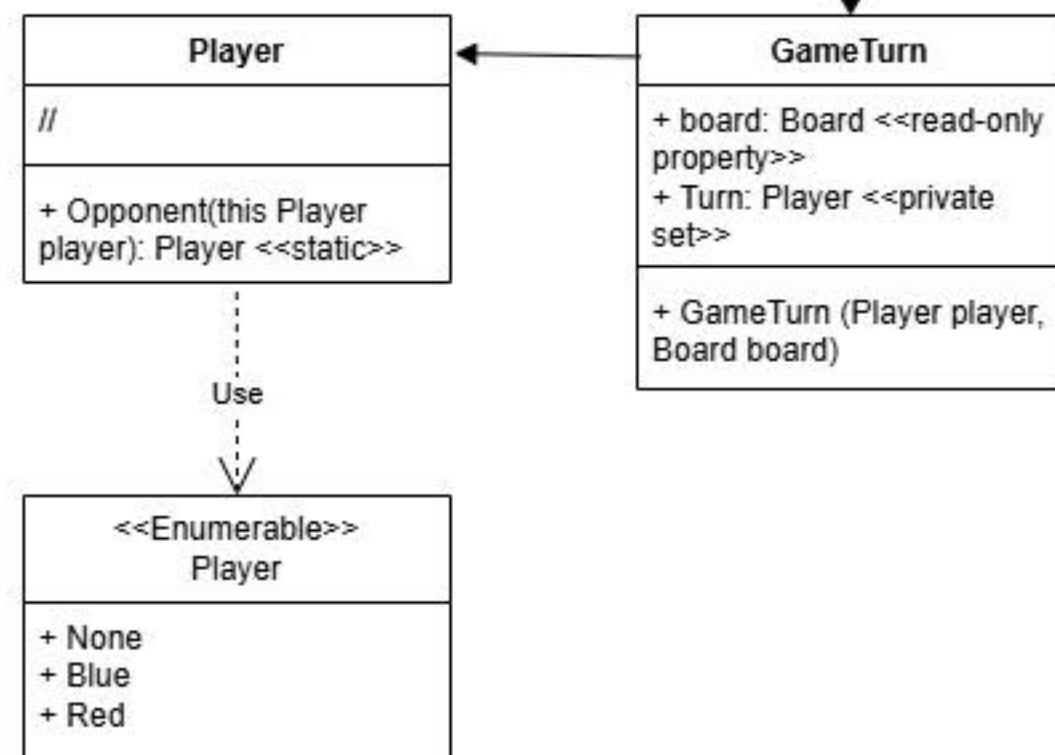 Player
//
+ Opponent(this Player
player): Player <<static>>
Use
<<Enumerable>>
Player
+ None
+ Blue
+ Red
GameTurn
+ board: Board <<read-only
property>>
+ Turn: Player <<private
set>>
+ GameTurn (Player player,
Board board)